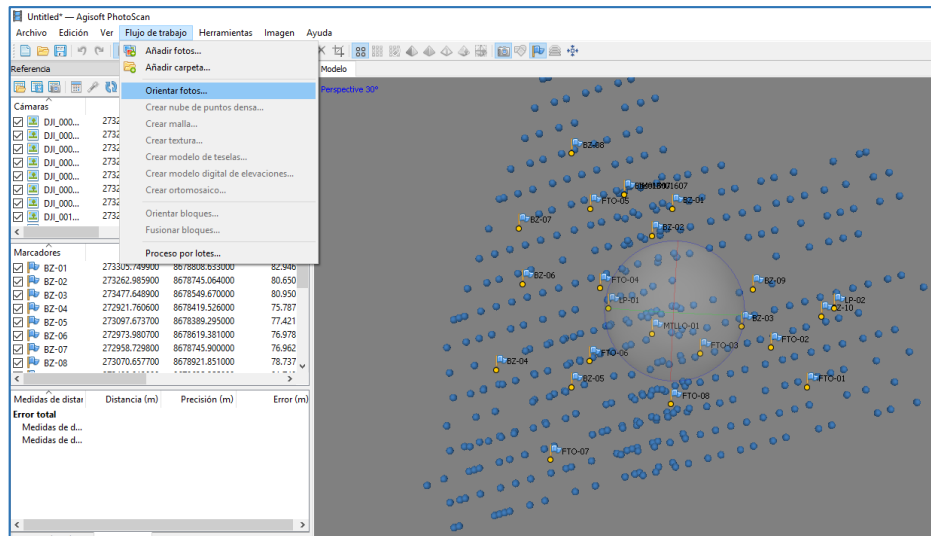 Untitled* — Agisoft PhotoScan
Archivo Edición Ver Flujo de trabajo Herramientas Imagen Ayuda
Añadir fotos...
Añadir carpeta...
Orientar fotos...
Crear nube de puntos densa...
Crear malla...
Crear textura...
Crear modelo de teselas...
Crear modelo digital de elevaciones...
Crear ortomosaico...
Orientar bloques...
Fusionar bloques...
Proceso por lotes...
Referencia
Cámaras
DJI_000... 2732
DJI_000... 2732
DJI_000... 2732
DJI_000... 2732
DJI_000... 2732
DJI_000... 2732
DJI_001... 2732
Marcadores
BZ-01 273305.749900 8678808.633000 82.946
BZ-02 273262.985900 8678745.064000 80.650
BZ-03 273477.648900 8678549.670000 80.950
BZ-04 272921.760600 8678419.526000 75.787
BZ-05 273097.673700 8678389.295000 77.421
BZ-06 272973.980700 8678619.381000 76.978
BZ-07 272958.729800 8678745.900000 76.962
BZ-08 273070.657700 8678921.851000 78.737
Medidas de distar Distancia (m) Precisión (m) Error (m)
Error total
Medidas de d...
Medidas de d...
Modelo
Perspective 30°
BZ-08
FTO-05
BZ-01
BZ-07
BZ-02
BZ-06
FTO-04
BZ-09
LP-01
LP-02
BZ-03
MTLLO-01
FTO-02
FTO-03
FTO-06
BZ-04
BZ-05
FTO-01
FTO-08
FTO-07